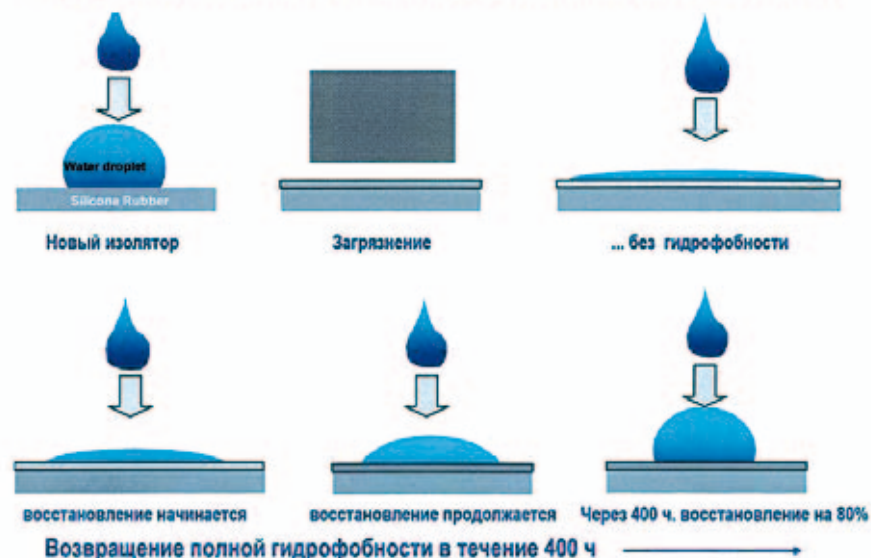 Water droplet
Silicone Rubber
Новый изолятор
Загрязнение
... без гидрофобности
восстановление начинается
восстановление продолжается
Через 400 ч. восстановление на 80%
Возвращение полной гидрофобности в течение 400 ч